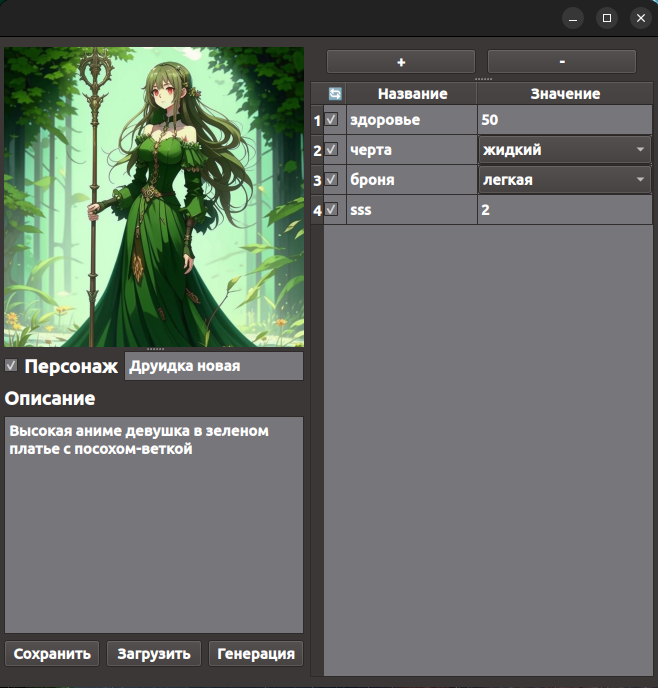 + -
Название Значение
1 здоровье 50
2 черта жидкий
3 броня легкая
4 sss 2
Персонаж Друидка новая
Описание
Высокая аниме девушка в зеленом
платье с посохом-веткой
Сохранить Загрузить Генерация